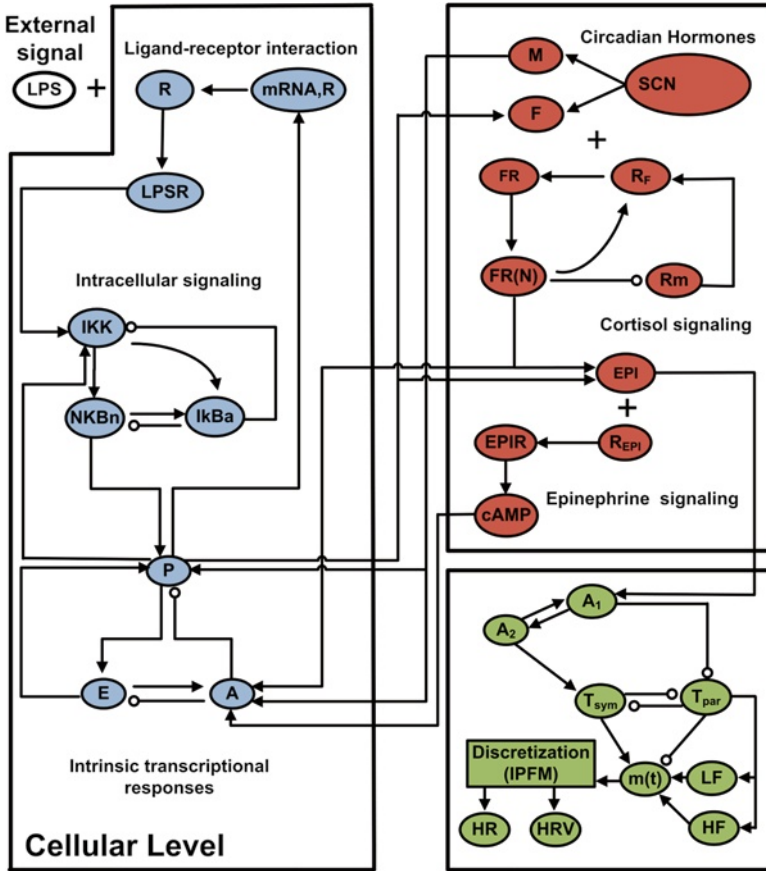 External
signal
LPS
+
Ligand-receptor interaction
R
mRNA,R
LPSR
Intracellular signaling
IKK
NKBn
IkBa
P
E
A
Intrinsic transcriptional
responses
Cellular Level
M
Circadian Hormones
SCN
F
+
FR
RF
FR(N)
Rm
Cortisol signaling
EPI
+
EPIR
REPI
cAMP
Epinephrine signaling
A1
A2
Tsym
Tpar
Discretization
(IPFM)
m(t)
LF
HR
HRV
HF